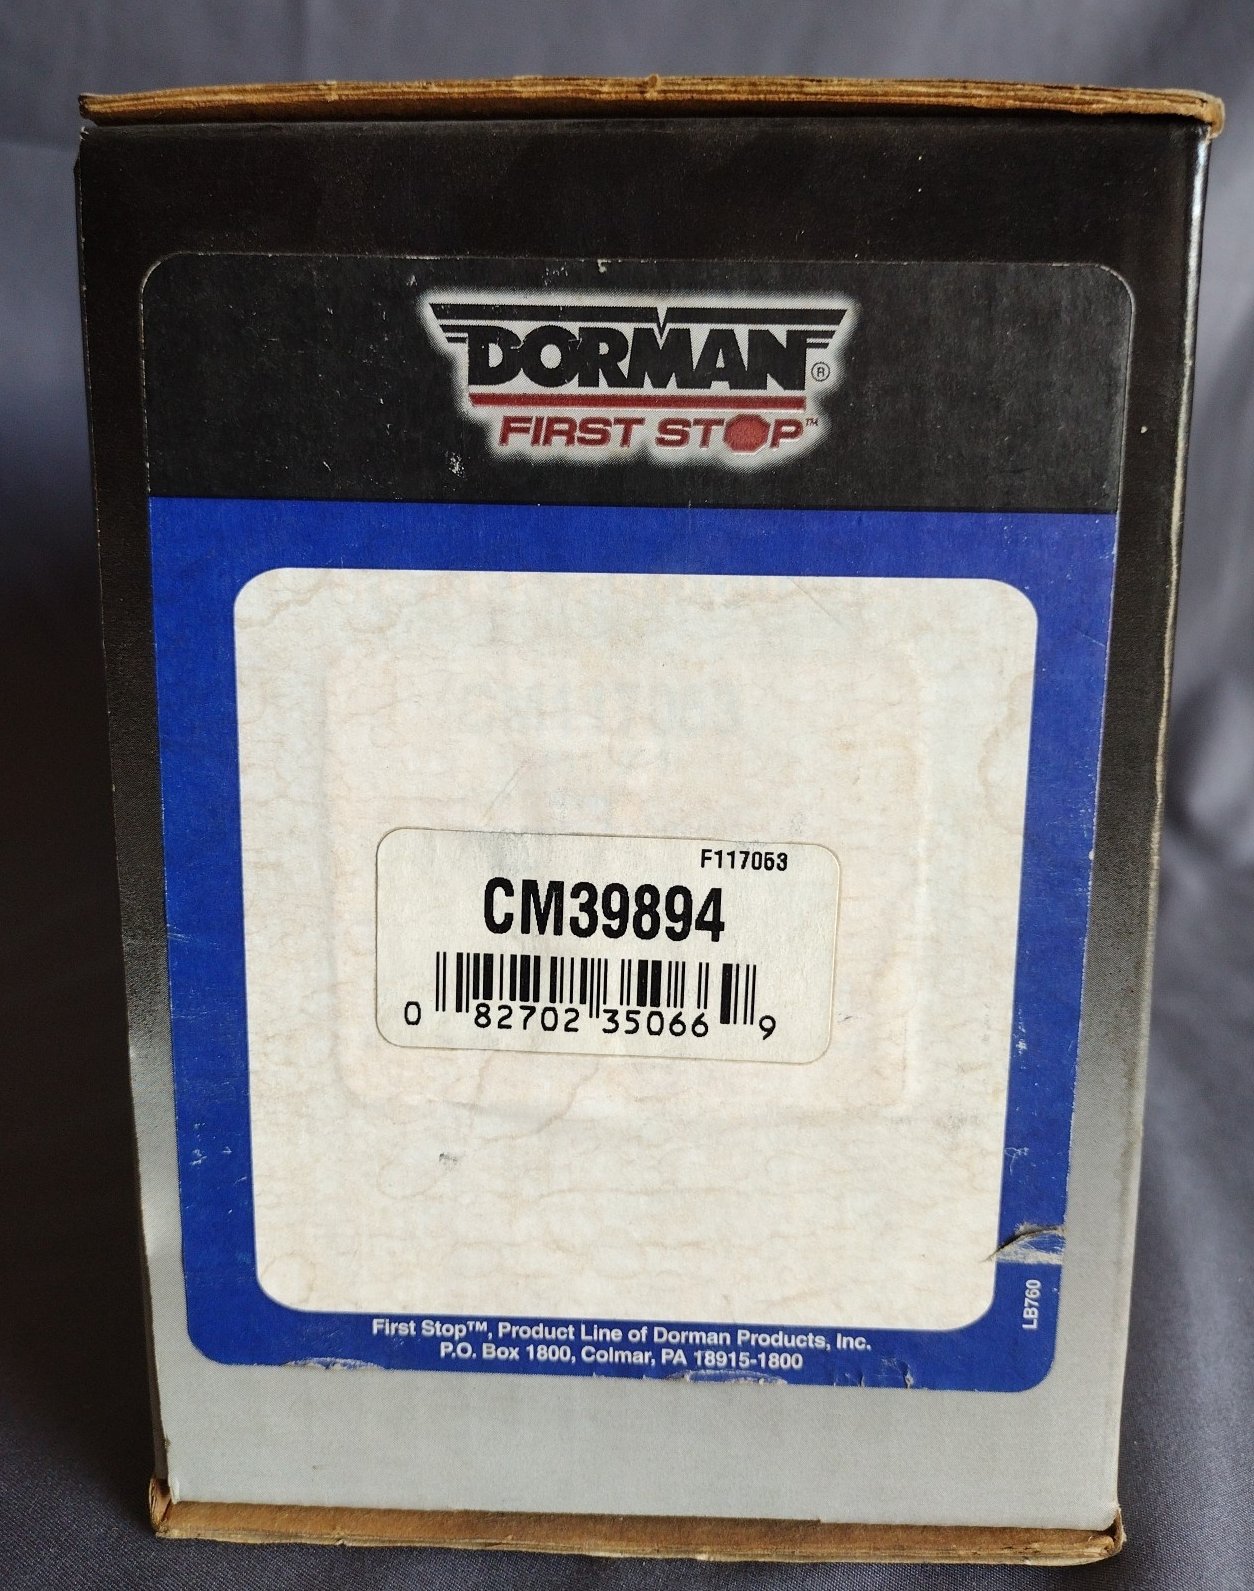 DORMAN®
FIRST STOP™
F117053
CM39894
0 82702 35066 9
First Stop™, Product Line of Dorman Products, Inc.
P.O. Box 1800, Colmar, PA 18915-1800
LB760